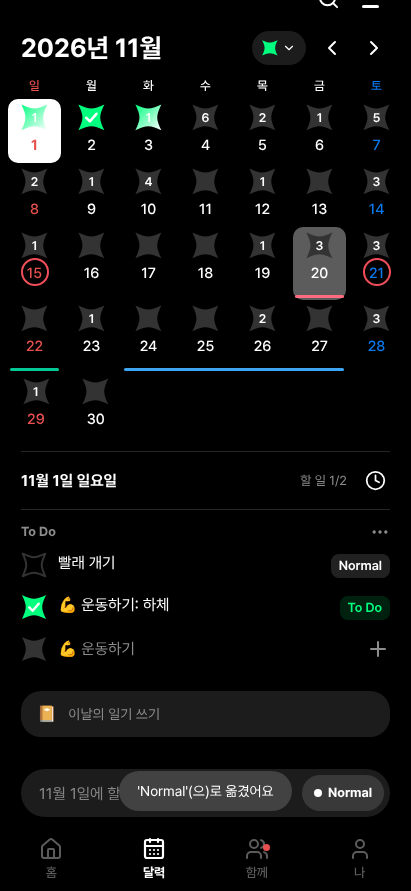 2026년 11월
일 월 화 수 목 금 토
1 1 6 2 1 5
1 2 3 4 5 6 7
2 1 4 1 3
8 9 10 11 12 13 14
1 1 3 3
15 16 17 18 19 20 21
1 2 3
22 23 24 25 26 27 28
1
29 30
11월 1일 일요일 할 일 1/2
To Do
빨래 개기 Normal
💪 운동하기: 하체 To Do
💪 운동하기
이날의 일기 쓰기
11월 1일에 할 'Normal'(으)로 옮겼어요 Normal
홈 달력 함께 나